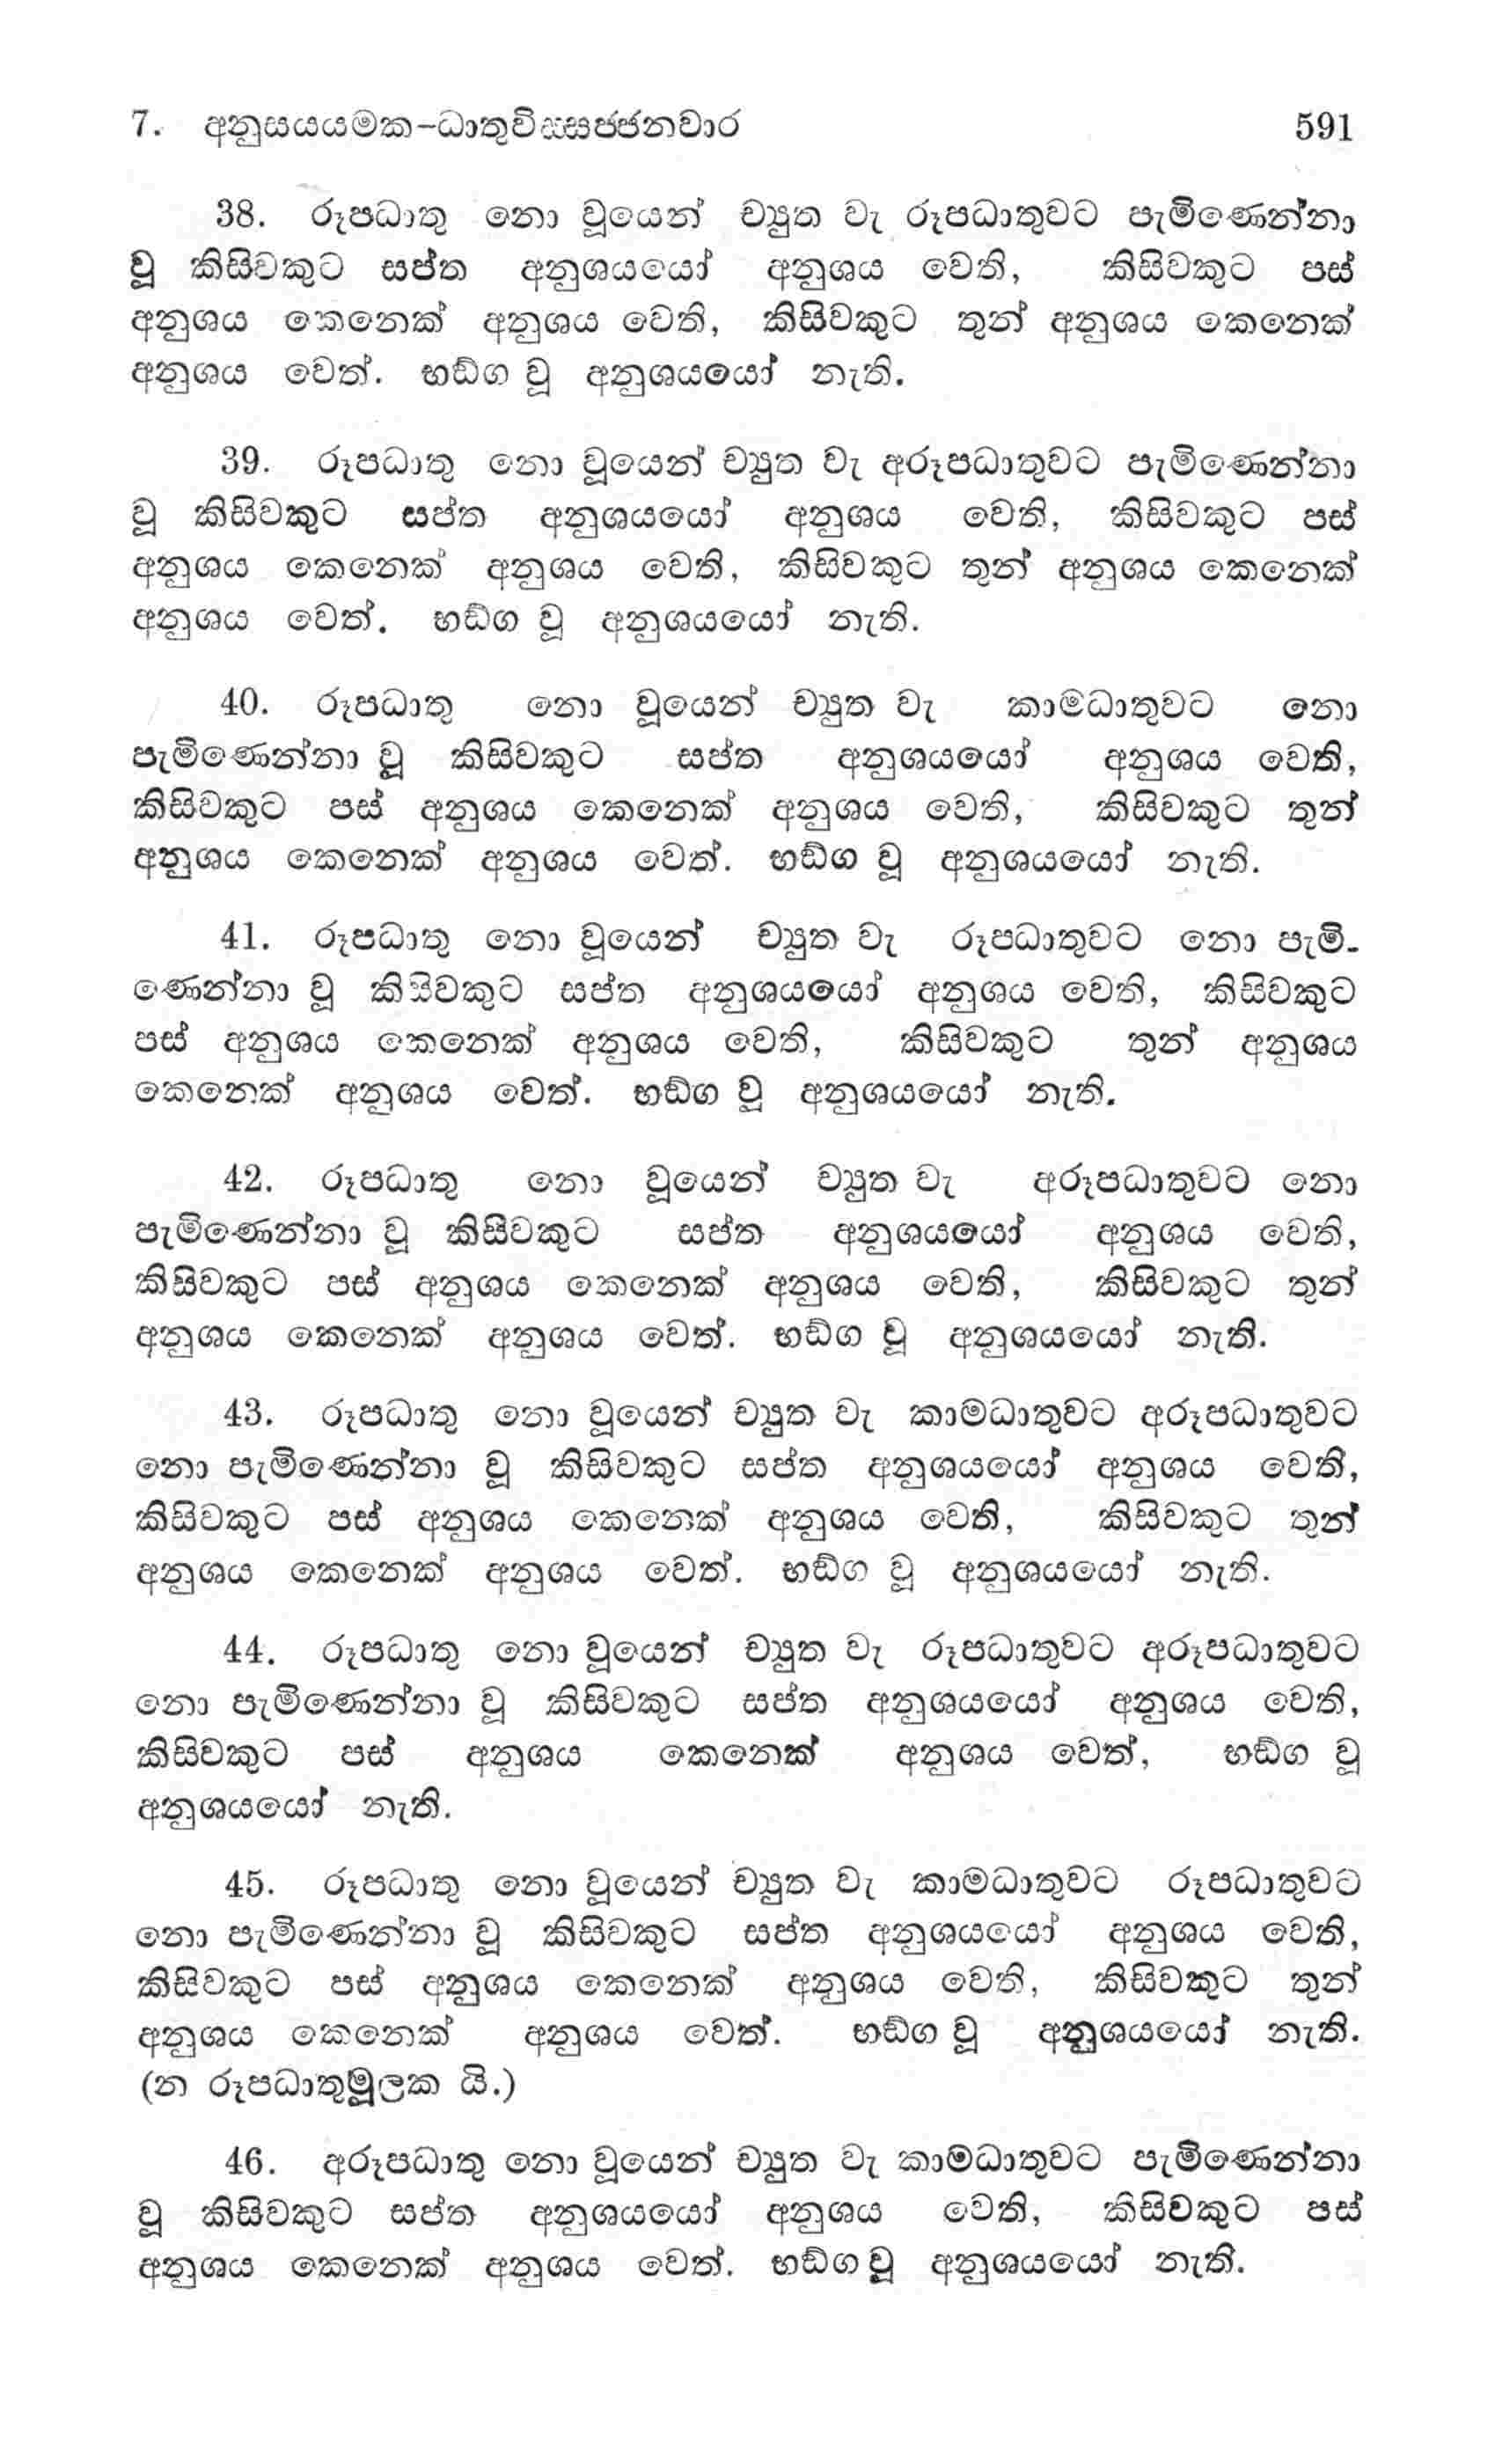 7. අනුසයයමක-ධාතුවිස්සජ්ජනවාර 591
38. රූපධාතු නො වූයෙන් ච්‍යුත වැ රූපධාතුවට පැමිණෙන්නා
වූ කිසිවකුට සප්ත අනුශයයෝ අනුශය වෙති, කිසිවකුට පස්
අනුශය කෙනෙක් අනුශය වෙති, කිසිවකුට තුන් අනුශය කෙනෙක්
අනුශය වෙත්. භඩ්ග වූ අනුශයයෝ නැති.
39. රූපධාතු නො වූයෙන් ච්‍යුත වැ අරූපධාතුවට පැමිණෙන්නා
වූ කිසිවකුට සප්ත අනුශයයෝ අනුශය වෙති, කිසිවකුට පස්
අනුශය කෙනෙක් අනුශය වෙති, කිසිවකුට තුන් අනුශය කෙනෙක්
අනුශය වෙත්. භඩ්ග වූ අනුශයයෝ නැති.
40. රූපධාතු නො වූයෙන් ච්‍යුත වැ කාමධාතුවට නො
පැමිණෙන්නා වූ කිසිවකුට සප්ත අනුශයයෝ අනුශය වෙති,
කිසිවකුට පස් අනුශය කෙනෙක් අනුශය වෙති, කිසිවකුට තුන්
අනුශය කෙනෙක් අනුශය වෙත්. භඩ්ග වූ අනුශයයෝ නැති.
41. රූපධාතු නො වූයෙන් ච්‍යුත වැ රූපධාතුවට නො පැමි-
ණෙන්නා වූ කිසිවකුට සප්ත අනුශයයෝ අනුශය වෙති, කිසිවකුට
පස් අනුශය කෙනෙක් අනුශය වෙති, කිසිවකුට තුන් අනුශය
කෙනෙක් අනුශය වෙත්. භඩ්ග වූ අනුශයයෝ නැති.
42. රූපධාතු නො වූයෙන් ච්‍යුත වැ අරූපධාතුවට නො
පැමිණෙන්නා වූ කිසිවකුට සප්ත අනුශයයෝ අනුශය වෙති,
කිසිවකුට පස් අනුශය කෙනෙක් අනුශය වෙති, කිසිවකුට තුන්
අනුශය කෙනෙක් අනුශය වෙත්. භඩ්ග වූ අනුශයයෝ නැති.
43. රූපධාතු නො වූයෙන් ච්‍යුත වැ කාමධාතුවට අරූපධාතුවට
නො පැමිණෙන්නා වූ කිසිවකුට සප්ත අනුශයයෝ අනුශය වෙති,
කිසිවකුට පස් අනුශය කෙනෙක් අනුශය වෙති, කිසිවකුට තුන්
අනුශය කෙනෙක් අනුශය වෙත්. භඩ්ග වූ අනුශයයෝ නැති.
44. රූපධාතු නො වූයෙන් ච්‍යුත වැ රූපධාතුවට අරූපධාතුවට
නො පැමිණෙන්නා වූ කිසිවකුට සප්ත අනුශයයෝ අනුශය වෙති,
කිසිවකුට පස් අනුශය කෙනෙක් අනුශය වෙත්, භඩ්ග වූ
අනුශයයෝ නැති.
45. රූපධාතු නො වූයෙන් ච්‍යුත වැ කාමධාතුවට රූපධාතුවට
නො පැමිණෙන්නා වූ කිසිවකුට සප්ත අනුශයයෝ අනුශය වෙති,
කිසිවකුට පස් අනුශය කෙනෙක් අනුශය වෙති, කිසිවකුට තුන්
අනුශය කෙනෙක් අනුශය වෙත්. භඩ්ග වූ අනුශයයෝ නැති.
(න රූපධාතුමූලක යි.)
46. අරූපධාතු නො වූයෙන් ච්‍යුත වැ කාමධාතුවට පැමිණෙන්නා
වූ කිසිවකුට සප්ත අනුශයයෝ අනුශය වෙති, කිසිවකුට පස්
අනුශය කෙනෙක් අනුශය වෙත්. භඩ්ග වූ අනුශයයෝ නැති.